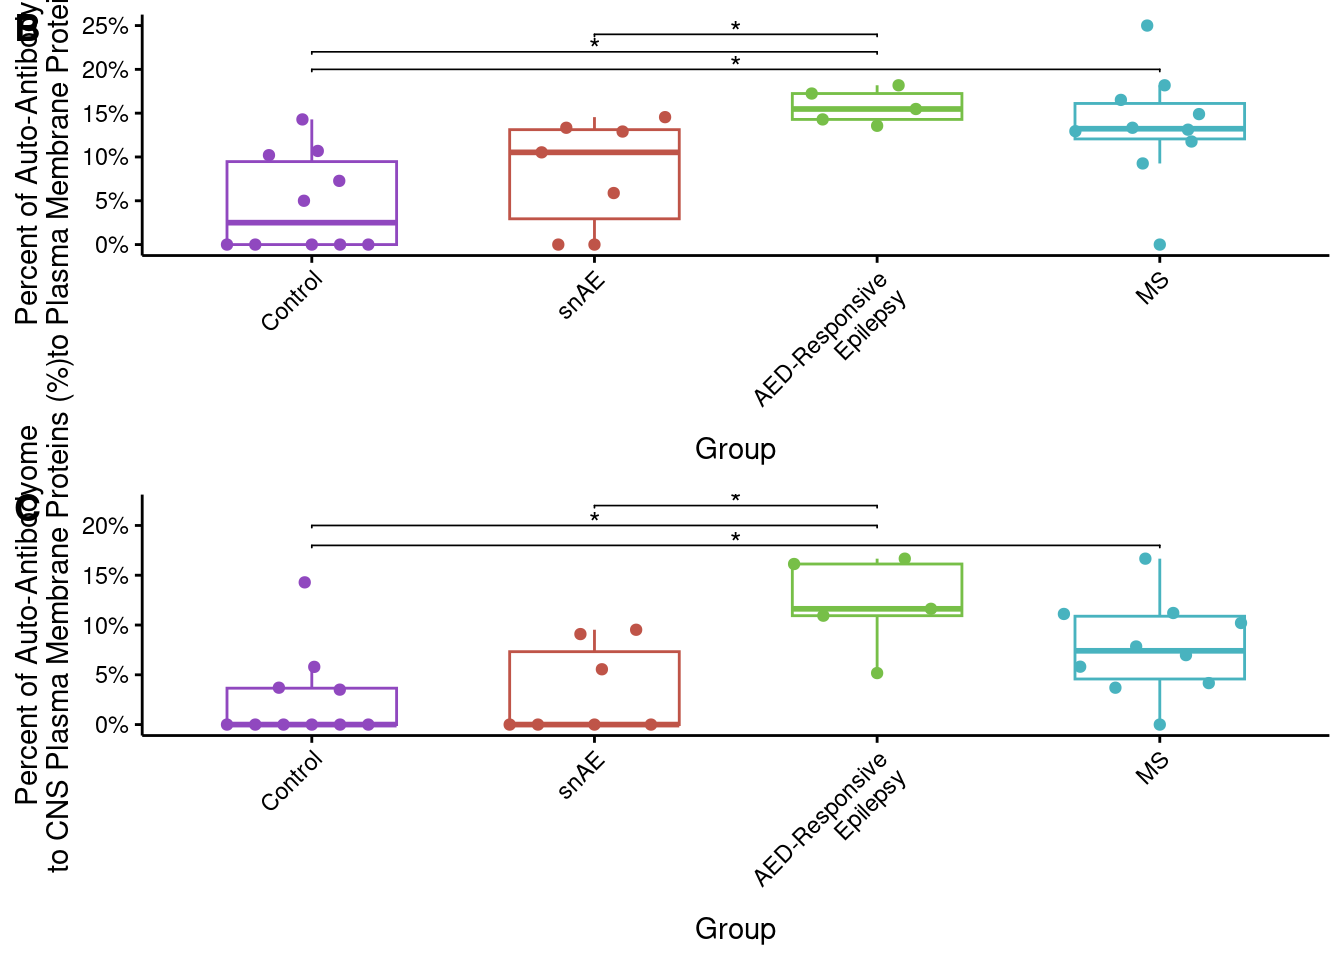 B
Percent of Auto-Antibody
to Plasma Membrane Protei
25%
20%
15%
10%
5%
0%
*
*
*
Control
snAE
AED-Responsive
Epilepsy
MS
Group
C
Percent of Auto-Antibodyome
to CNS Plasma Membrane Proteins (%)
20%
15%
10%
5%
0%
*
*
*
Control
snAE
AED-Responsive
Epilepsy
MS
Group